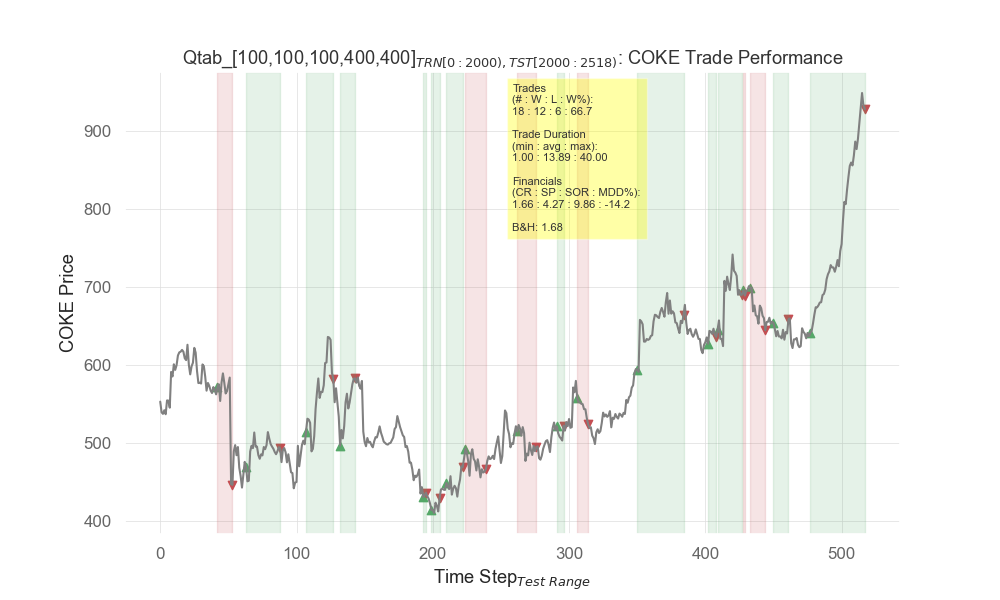 Qtab_[100,100,100,400,400]TRN[0:2000),TST[2000:2518): COKE Trade Performance
Trades
(# : W : L : W%):
18 : 12 : 6 : 66.7
Trade Duration
(min : avg : max):
1.00 : 13.89 : 40.00
Financials
(CR : SP : SOR : MDD%):
1.66 : 4.27 : 9.86 : -14.2
B&H: 1.68
COKE Price
900
800
700
600
500
400
0 100 200 300 400 500
Time StepTest Range